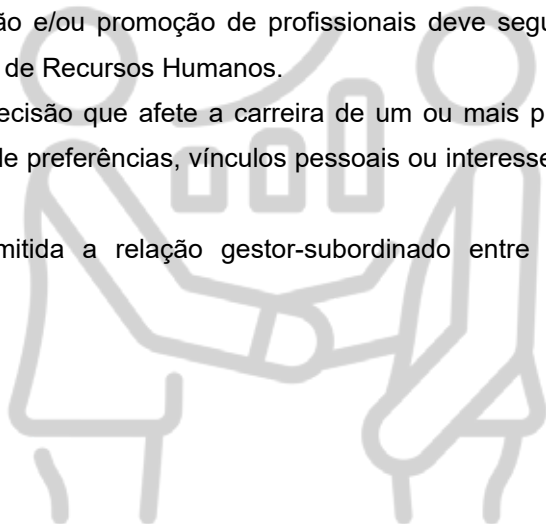 ão e/ou promoção de profissionais deve segu
de Recursos Humanos.
ecisão que afete a carreira de um ou mais p
de preferências, vínculos pessoais ou interesse
mitida a relação gestor-subordinado entre